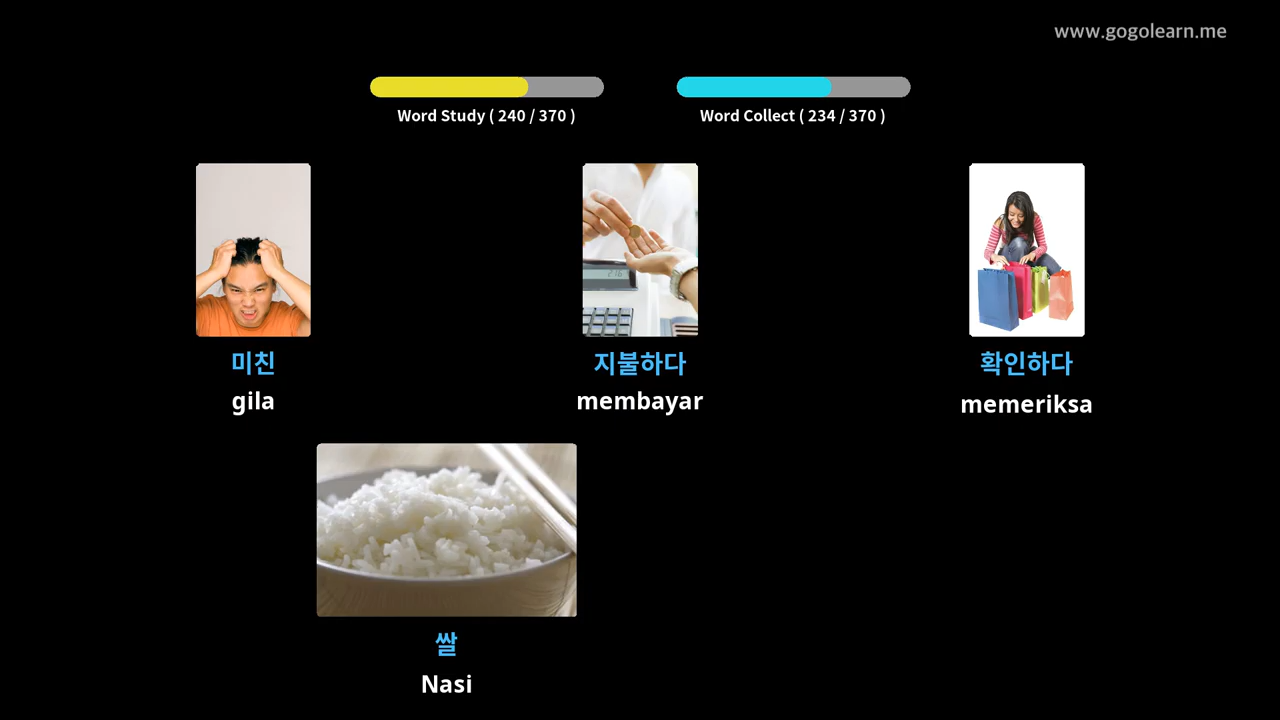 www.gogolearn.me
Word Study ( 240 / 370 )
Word Collect ( 234 / 370 )
미친
gila
지불하다
membayar
확인하다
memeriksa
쌀
Nasi